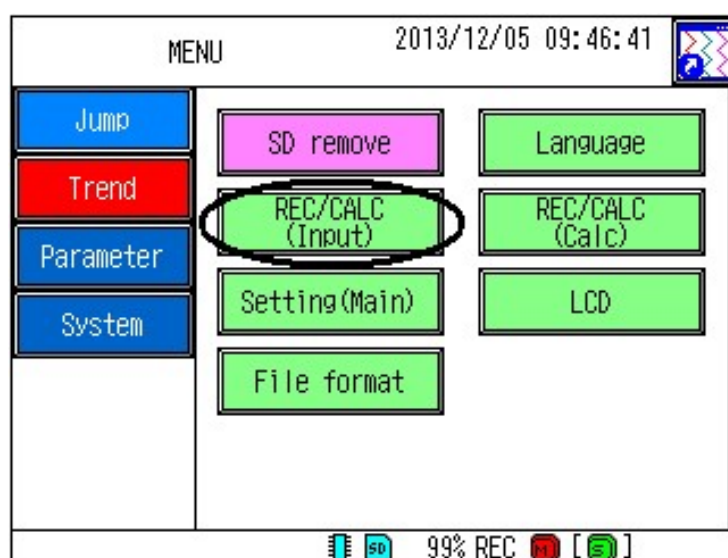 MENU
2013/12/05 09:46:41
Jump
Trend
Parameter
System
SD remove
Language
REC/CALC
(Input)
REC/CALC
(Calc)
Setting(Main)
LCD
File format
SD 99% REC M [S]